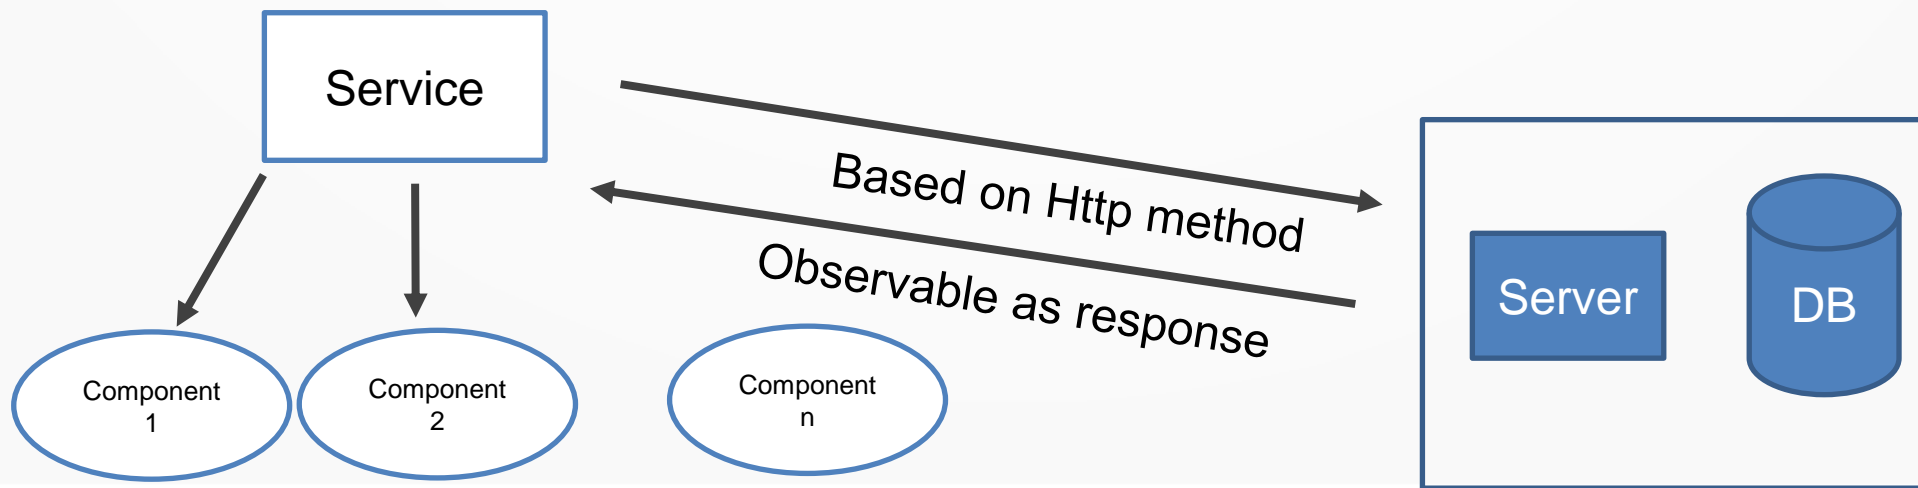 Service
Based on Http method
Observable as response
Server
DB
Component
1
Component
2
Component
n